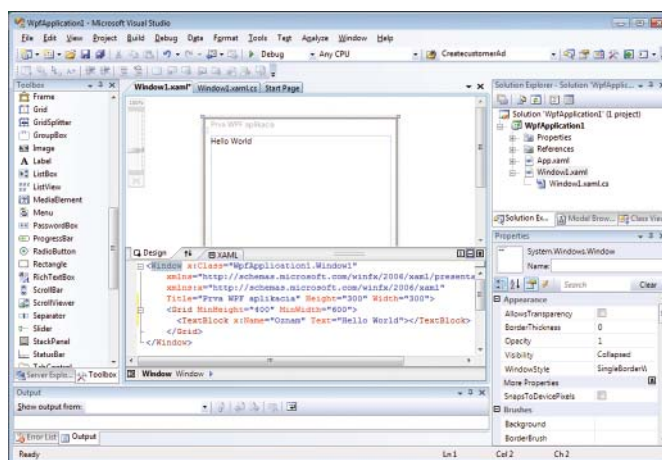 WpfApplication1 - Microsoft Visual Studio
File Edit View Project Build Debug Data Format Tools Test Analyze Window Help
Debug Any CPU CreatecustomerAd
Toolbox
Frame
Grid
GridSplitter
GroupBox
Image
A Label
ListBox
ListView
MediaElement
Menu
PasswordBox
ProgressBar
RadioButton
Rectangle
RichTextBox
ScrollBar
ScrollViewer
Separator
Slider
StackPanel
StatusBar
TabControl
Server Explo... Toolbox
Window1.xaml* Window1.xaml.cs Start Page
100%
Prva WPF aplikacia
Hello World
Design XAML
<Window x:Class="WpfApplication1.Window1"
xmlns="http://schemas.microsoft.com/winfx/2006/xaml/presenta
xmlns:x="http://schemas.microsoft.com/winfx/2006/xaml"
Title="Prva WPF aplikacia" Height="300" Width="300">
<Grid MinHeight="400" MinWidth="600">
<TextBlock x:Name="Oznam" Text="Hello World"></TextBlock>
</Grid>
</Window>
Window Window
Solution Explorer - Solution 'WpfApplic...
Solution 'WpfApplication1' (1 project)
WpfApplication1
Properties
References
App.xaml
Window1.xaml
Window1.xaml.cs
Solution Ex... Model Brow... Class View
Properties
System.Windows.Window
Name:
Search Clear
Appearance
AllowsTransparency
BorderThickness 0
Opacity 1
Visibility Collapsed
WindowStyle SingleBorderW
More Properties
SnapsToDevicePixels
Brushes
Background
BorderBrush
Output
Show output from:
Error List Output
Ready Ln 1 Col 2 Ch 2